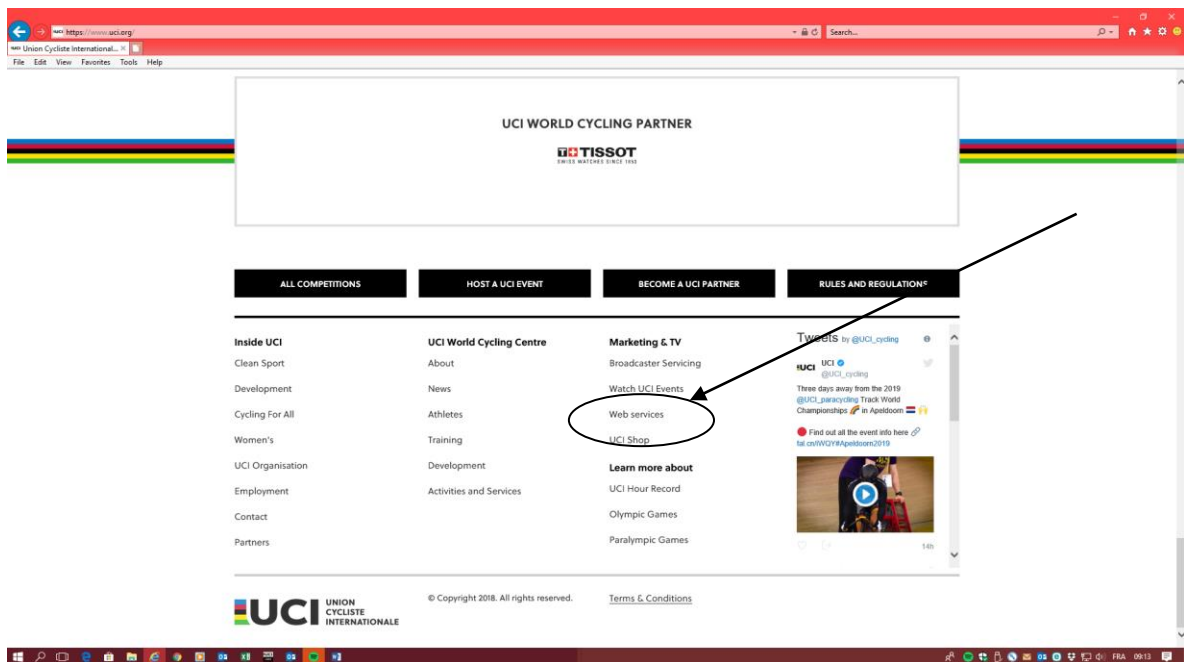 https://www.uci.org/
Search...
Union Cycliste International...
File Edit View Favorites Tools Help
UCI WORLD CYCLING PARTNER
T+ TISSOT
SWISS WATCHES SINCE 1853
ALL COMPETITIONS
HOST A UCI EVENT
BECOME A UCI PARTNER
RULES AND REGULATIONS
Inside UCI
Clean Sport
Development
Cycling For All
Women's
UCI Organisation
Employment
Contact
Partners
UCI World Cycling Centre
About
News
Athletes
Training
Development
Activities and Services
Marketing & TV
Broadcaster Servicing
Watch UCI Events
Web services
UCI Shop
Learn more about
UCI Hour Record
Olympic Games
Paralympic Games
Tweets by @UCI_cycling
UCI
UCI
@UCI_cycling
Three days away from the 2019
@UCI_paracycling Track World
Championships in Apeldoorn
Find out all the event info here
14h
UCI
UNION
CYCLISTE
INTERNATIONALE
© Copyright 2018. All rights reserved.
Terms & Conditions
FRA 09:13